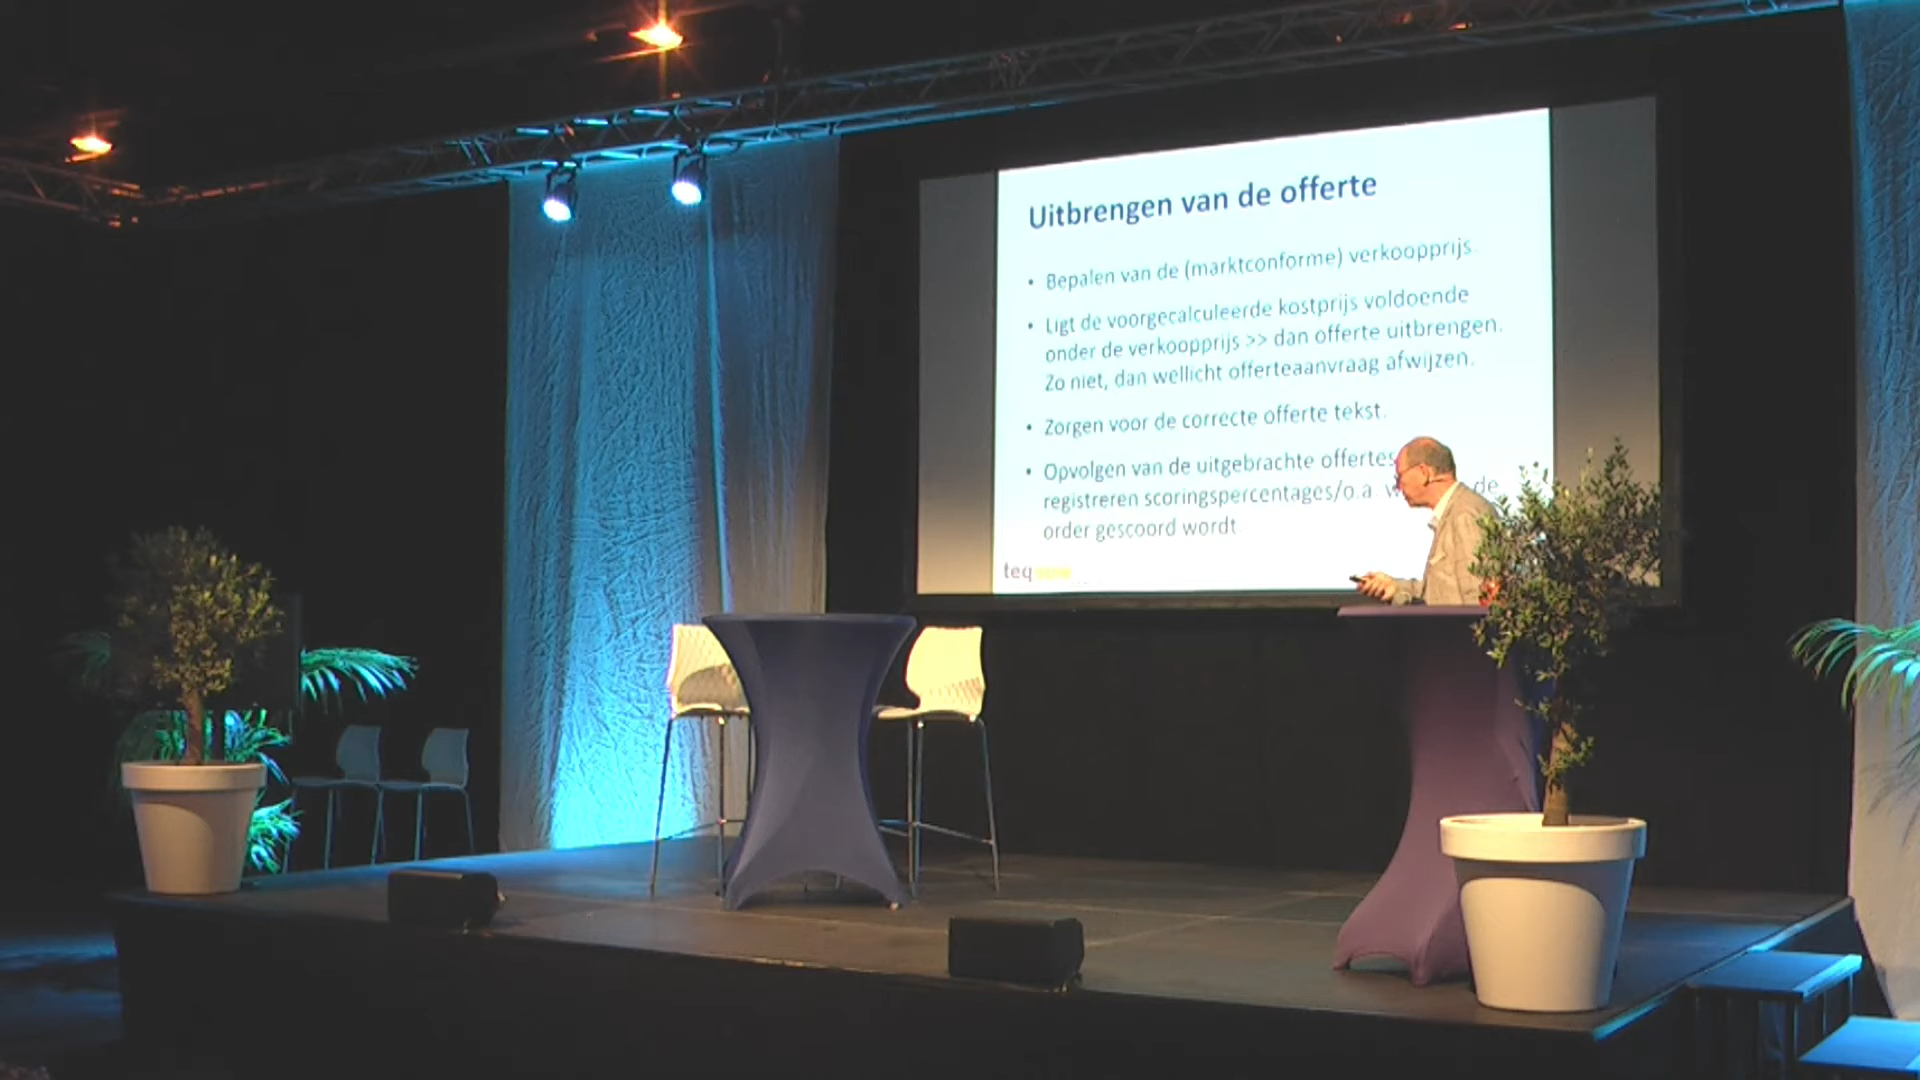 Uitbrengen van de offerte
• Bepalen van de (marktconforme) verkoopprijs.
• Ligt de voorgecalculeerde kostprijs voldoende
onder de verkoopprijs >> dan offerte uitbrengen.
Zo niet, dan wellicht offerteaanvraag afwijzen.
• Zorgen voor de correcte offerte tekst.
• Opvolgen van de uitgebrachte offertes
registreren scoringspercentages/o.a. de
order gescoord wordt
teq